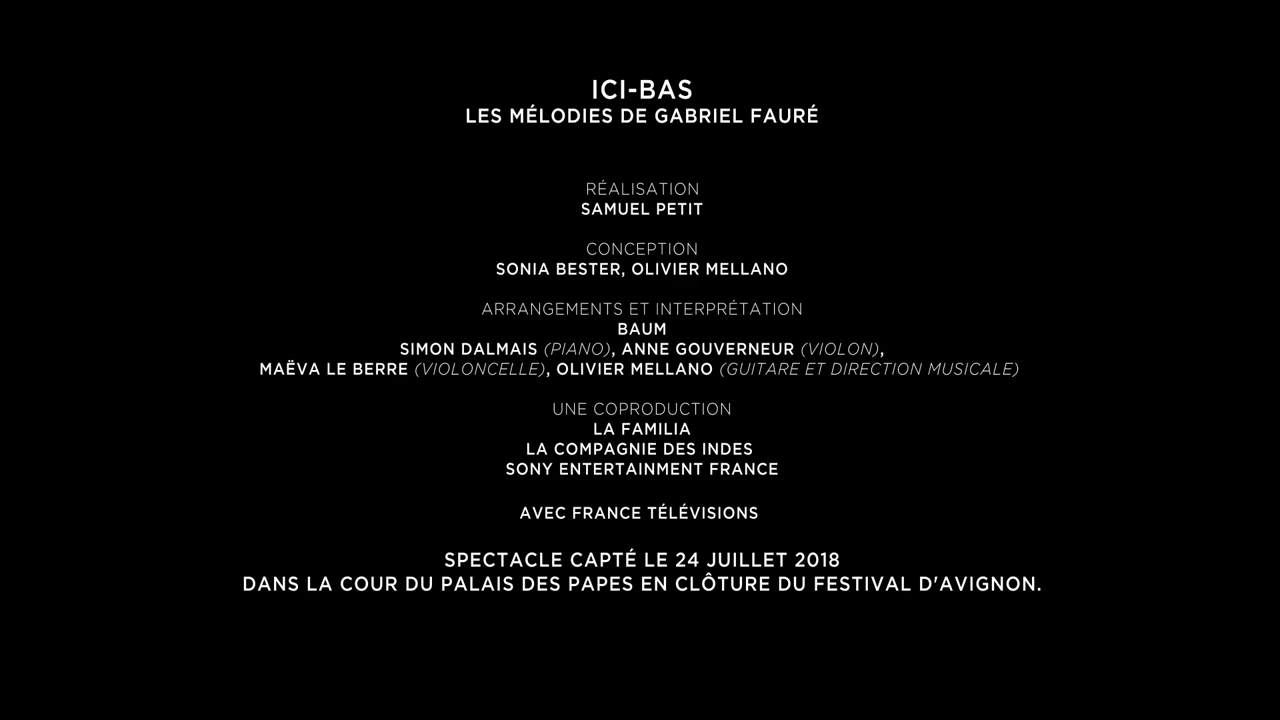 ICI-BAS
LES MÉLODIES DE GABRIEL FAURÉ
RÉALISATION
SAMUEL PETIT
CONCEPTION
SONIA BESTER, OLIVIER MELLANO
ARRANGEMENTS ET INTERPRÉTATION
BAUM
SIMON DALMAIS (PIANO), ANNE GOUVERNEUR (VIOLON),
MAËVA LE BERRE (VIOLONCELLE), OLIVIER MELLANO (GUITARE ET DIRECTION MUSICALE)
UNE COPRODUCTION
LA FAMILIA
LA COMPAGNIE DES INDES
SONY ENTERTAINMENT FRANCE
AVEC FRANCE TÉLÉVISIONS
SPECTACLE CAPTÉ LE 24 JUILLET 2018
DANS LA COUR DU PALAIS DES PAPES EN CLÔTURE DU FESTIVAL D'AVIGNON.